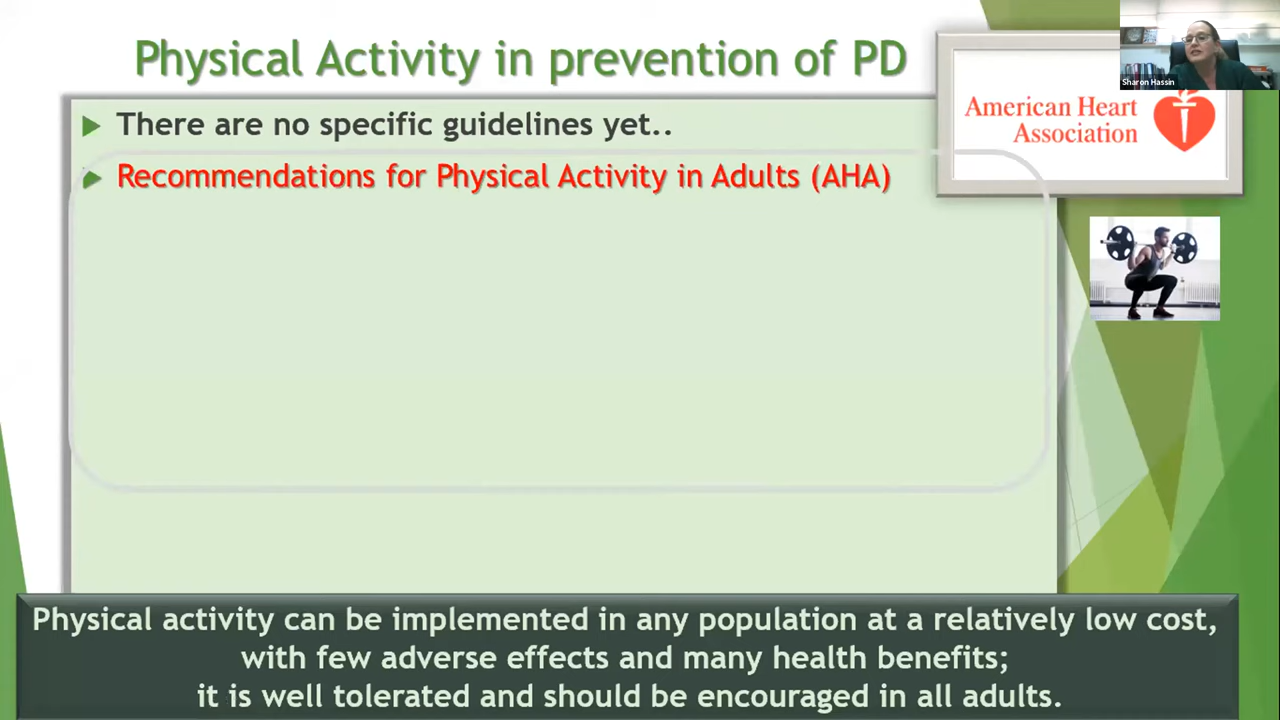 Physical Activity in prevention of PD
Sharon Hassin
American Heart
Association
There are no specific guidelines yet..
Recommendations for Physical Activity in Adults (AHA)
Physical activity can be implemented in any population at a relatively low cost,
with few adverse effects and many health benefits;
it is well tolerated and should be encouraged in all adults.